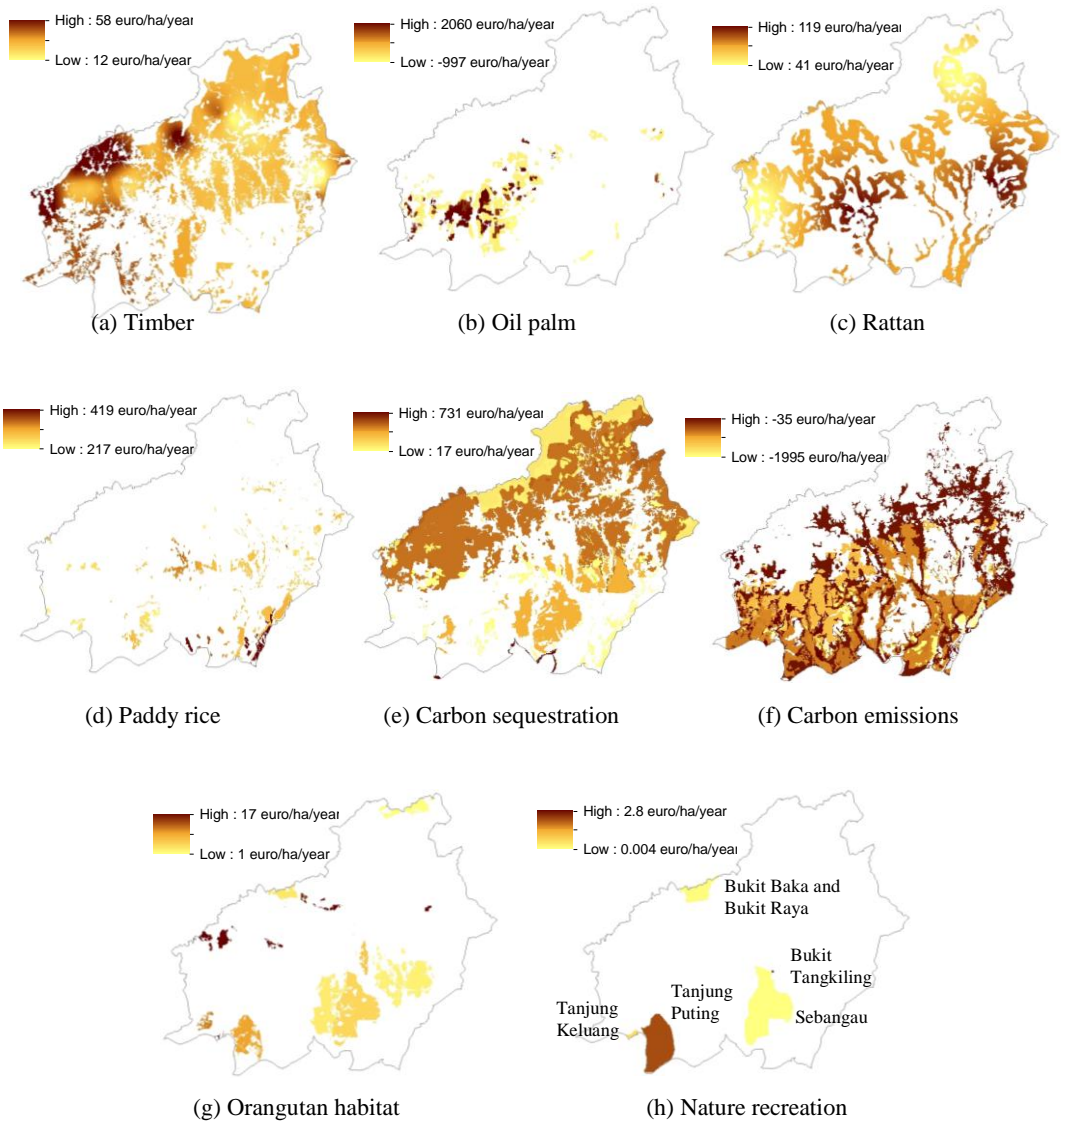 High : 58 euro/ha/year
Low : 12 euro/ha/year
(a) Timber
High : 2060 euro/ha/year
Low : -997 euro/ha/year
(b) Oil palm
High : 119 euro/ha/year
Low : 41 euro/ha/year
(c) Rattan
High : 419 euro/ha/year
Low : 217 euro/ha/year
(d) Paddy rice
High : 731 euro/ha/year
Low : 17 euro/ha/year
(e) Carbon sequestration
High : -35 euro/ha/year
Low : -1995 euro/ha/year
(f) Carbon emissions
High : 17 euro/ha/year
Low : 1 euro/ha/year
(g) Orangutan habitat
High : 2.8 euro/ha/year
Low : 0.004 euro/ha/year
Bukit Baka and
Bukit Raya
Bukit
Tangkiling
Tanjung
Puting
Tanjung
Keluang
Sebangau
(h) Nature recreation